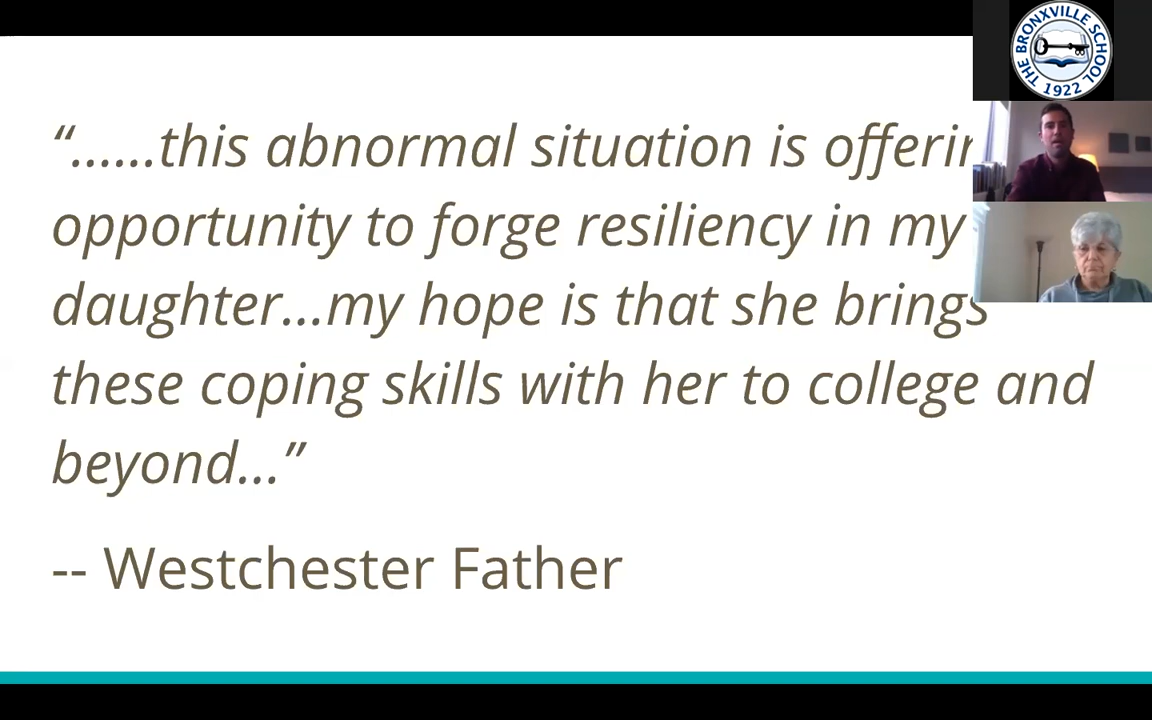 “......this abnormal situation is
opportunity to forge resiliency in my
daughter...my hope is that she brings
these coping skills with her to college and
beyond...”
-- Westchester Father
THE BRONXVILLE SCHOOL
1922